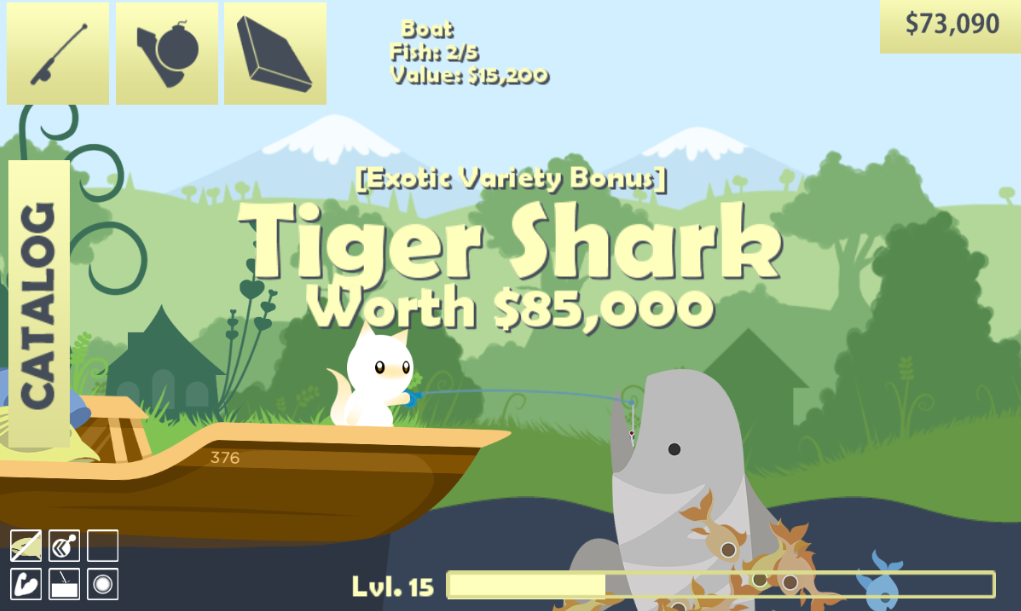 Boat
Fish: 2/5
Value: $15,200
$73,090
[Exotic Variety Bonus]
Tiger Shark
Worth $85,000
CATALOG
376
Lvl. 15